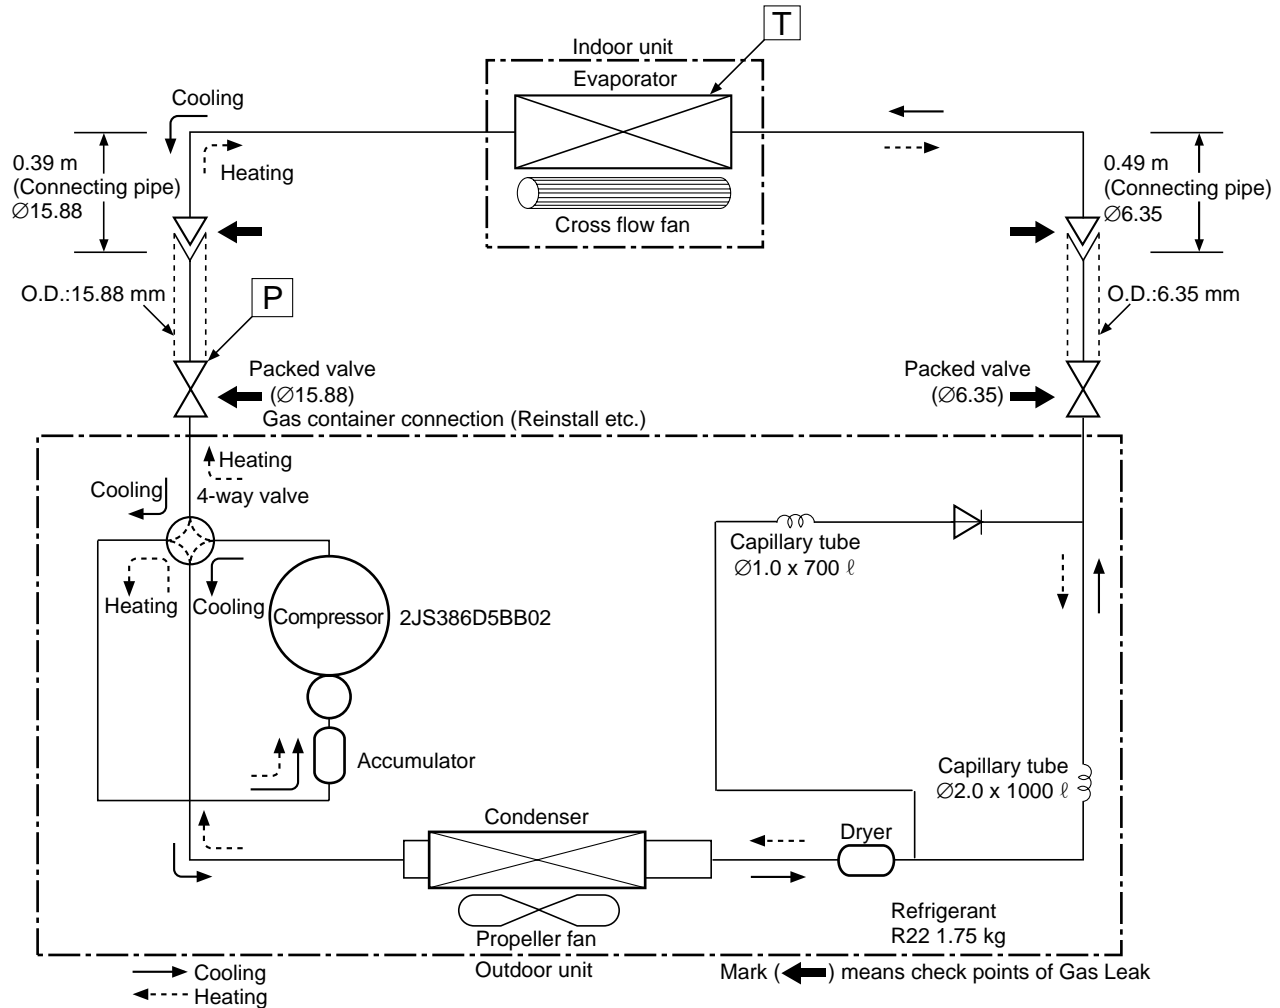 T
Indoor unit
Evaporator
Cooling
Heating
0.39 m
(Connecting pipe)
Ø15.88
Cross flow fan
0.49 m
(Connecting pipe)
Ø6.35
O.D.:15.88 mm
P
O.D.:6.35 mm
Packed valve
(Ø15.88)
Packed valve
(Ø6.35)
Gas container connection (Reinstall etc.)
Heating
Cooling
4-way valve
Heating
Cooling
Compressor
2JS386D5BB02
Capillary tube
Ø1.0 x 700 ℓ
Accumulator
Capillary tube
Ø2.0 x 1000 ℓ
Condenser
Dryer
Propeller fan
Refrigerant
R22 1.75 kg
Outdoor unit
Cooling
Heating
Mark ( ) means check points of Gas Leak